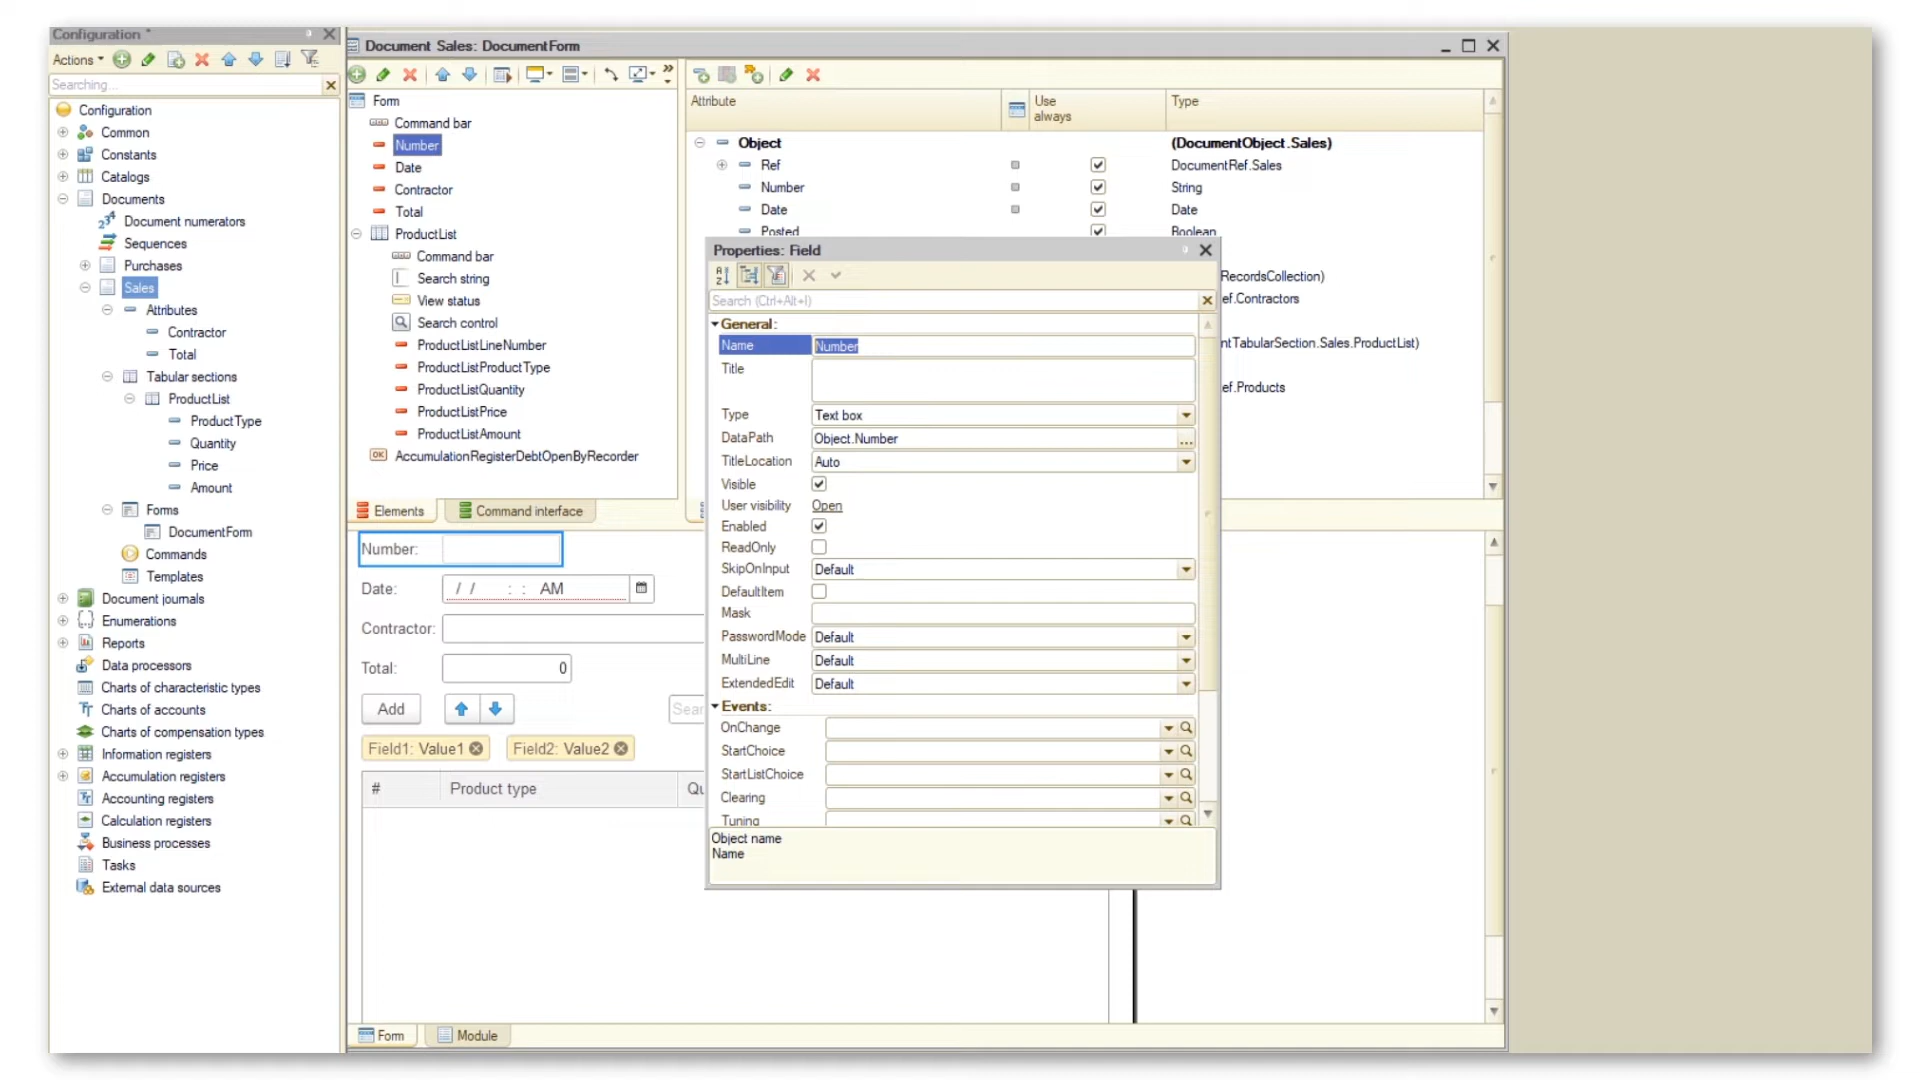 Configuration *
Actions
Searching...
Configuration
Common
Constants
Catalogs
Documents
Document numerators
Sequences
Purchases
Sales
Attributes
Contractor
Total
Tabular sections
ProductList
ProductType
Quantity
Price
Amount
Forms
DocumentForm
Commands
Templates
Document journals
Enumerations
Reports
Data processors
Charts of characteristic types
Charts of accounts
Charts of compensation types
Information registers
Accumulation registers
Accounting registers
Calculation registers
Business processes
Tasks
External data sources
Document Sales: DocumentForm
Form
Command bar
Number
Date
Contractor
Total
ProductList
Command bar
Search string
View status
Search control
ProductListLineNumber
ProductListProductType
ProductListQuantity
ProductListPrice
ProductListAmount
OK AccumulationRegisterDebtOpenByRecorder
Elements Command interface
Attribute Use always Type
Object (DocumentObject.Sales)
Ref DocumentRef.Sales
Number String
Date Date
Posted Boolean
RecordsCollection)
ef.Contractors
ntTabularSection.Sales.ProductList)
ef.Products
Number:
Date: / / : : AM
Contractor:
Total: 0
Add Sear
Field1: Value1 Field2: Value2
# Product type Qu
Form Module
Properties: Field
Search (Ctrl+Alt+I)
General:
Name Number
Title
Type Text box
DataPath Object.Number ...
TitleLocation Auto
Visible
User visibility Open
Enabled
ReadOnly
SkipOnInput Default
DefaultItem
Mask
PasswordMode Default
MultiLine Default
ExtendedEdit Default
Events:
OnChange
StartChoice
StartListChoice
Clearing
Tuning
Object name
Name